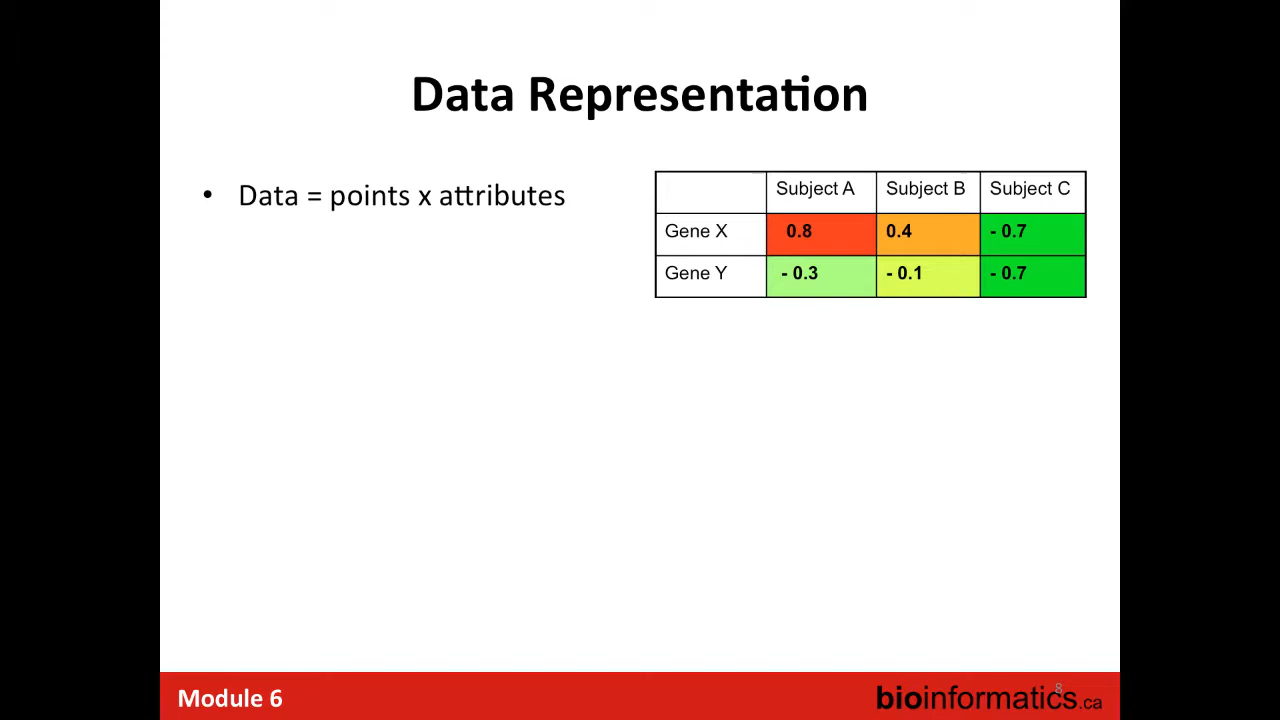 Data Representation
• Data = points x attributes
Subject A Subject B Subject C
Gene X 0.8 0.4 - 0.7
Gene Y - 0.3 - 0.1 - 0.7
Module 6
8
bioinformatics.ca